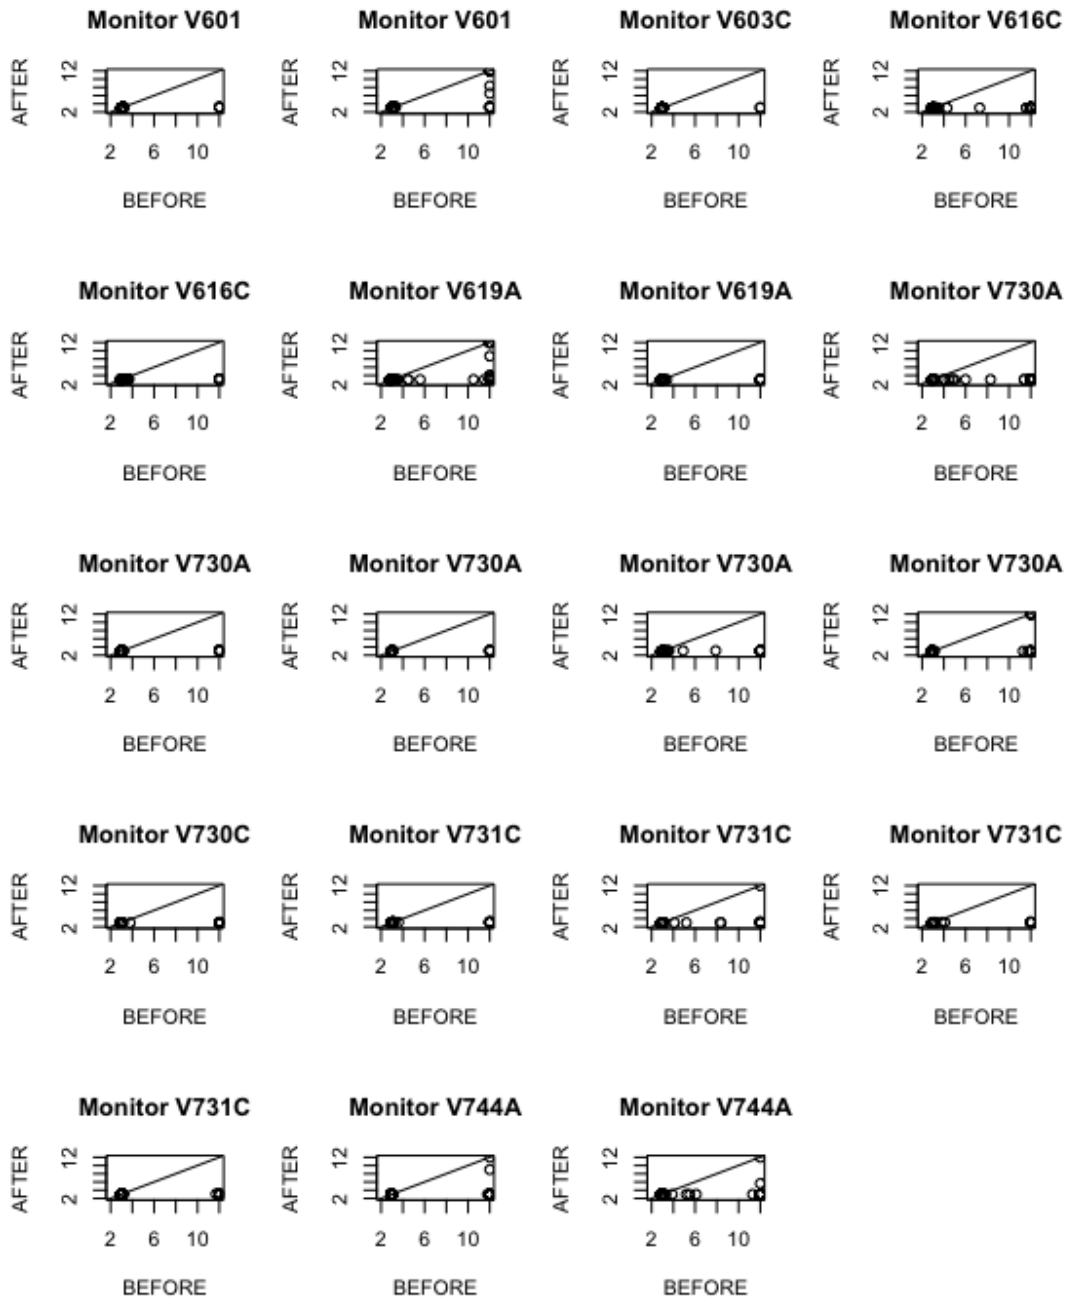 Monitor V601 Monitor V601 Monitor V603C Monitor V616C
AFTER 2 12 AFTER 2 12 AFTER 2 12 AFTER 2 12
2 6 10 2 6 10 2 6 10 2 6 10
BEFORE BEFORE BEFORE BEFORE
Monitor V616C Monitor V619A Monitor V619A Monitor V730A
AFTER 2 12 AFTER 2 12 AFTER 2 12 AFTER 2 12
2 6 10 2 6 10 2 6 10 2 6 10
BEFORE BEFORE BEFORE BEFORE
Monitor V730A Monitor V730A Monitor V730A Monitor V730A
AFTER 2 12 AFTER 2 12 AFTER 2 12 AFTER 2 12
2 6 10 2 6 10 2 6 10 2 6 10
BEFORE BEFORE BEFORE BEFORE
Monitor V730C Monitor V731C Monitor V731C Monitor V731C
AFTER 2 12 AFTER 2 12 AFTER 2 12 AFTER 2 12
2 6 10 2 6 10 2 6 10 2 6 10
BEFORE BEFORE BEFORE BEFORE
Monitor V731C Monitor V744A Monitor V744A
AFTER 2 12 AFTER 2 12 AFTER 2 12
2 6 10 2 6 10 2 6 10
BEFORE BEFORE BEFORE